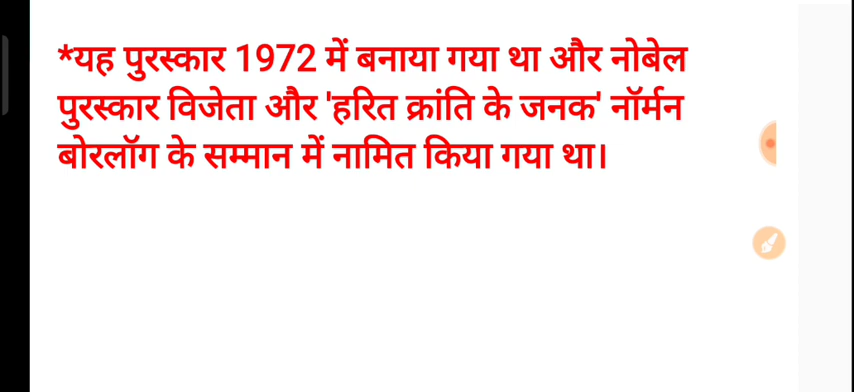 *यह पुरस्कार 1972 में बनाया गया था और नोबेल
पुरस्कार विजेता और 'हरित क्रांति के जनक' नॉर्मन
बोरलॉग के सम्मान में नामित किया गया था।